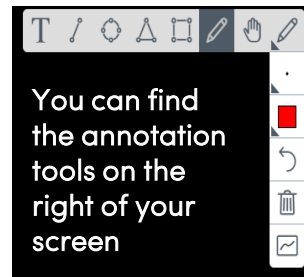 T
You can find
the annotation
tools on the
right of your
screen